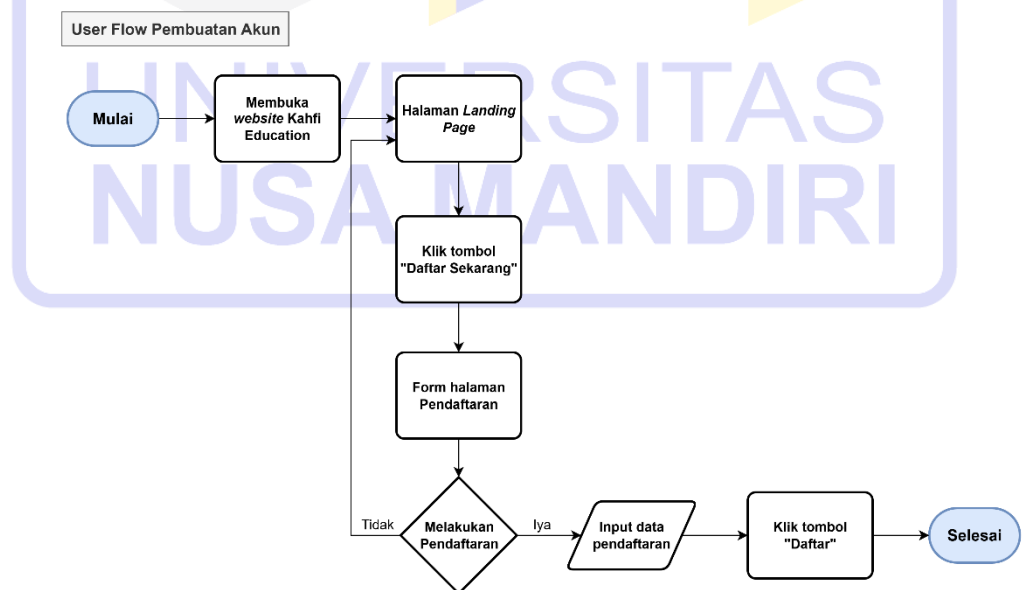 User Flow Pembuatan Akun
UNIVERSITAS
NUSA MANDIRI
Mulai
Membuka
website Kahfi
Education
Halaman Landing
Page
Klik tombol
"Daftar Sekarang"
Form halaman
Pendaftaran
Melakukan
Pendaftaran
Tidak
Iya
Input data
pendaftaran
Klik tombol
"Daftar"
Selesai